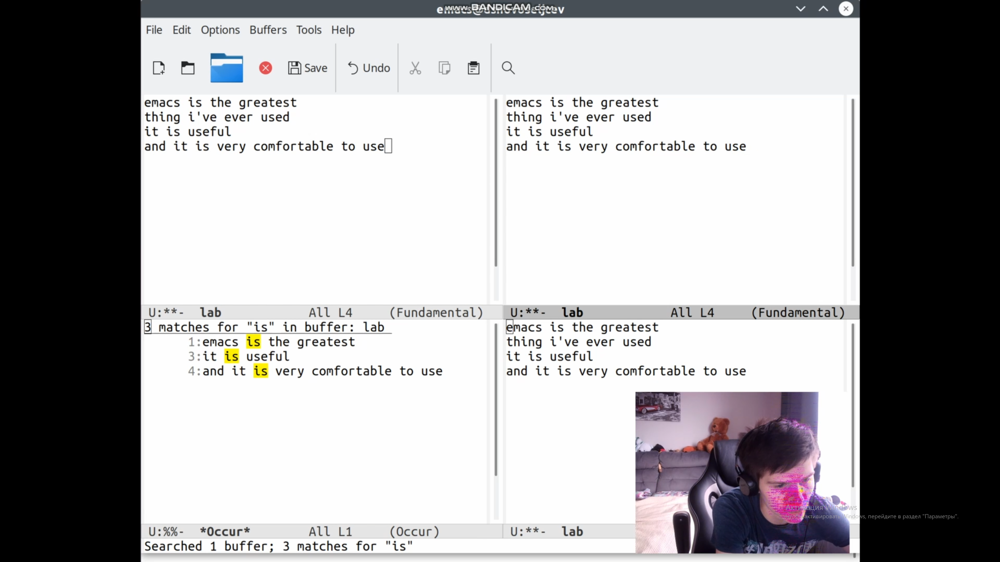 www.BANDICAM.com
File Edit Options Buffers Tools Help
Save Undo
emacs is the greatest
thing i've ever used
it is useful
and it is very comfortable to use
U:**- lab All L4 (Fundamental)
emacs is the greatest
thing i've ever used
it is useful
and it is very comfortable to use
U:**- lab All L4 (Fundamental)
3 matches for "is" in buffer: lab
1:emacs is the greatest
3:it is useful
4:and it is very comfortable to use
U:%%- *Occur* All L1 (Occur)
emacs is the greatest
thing i've ever used
it is useful
and it is very comfortable to use
U:**- lab
Searched 1 buffer; 3 matches for "is"
Активация Windows
Чтобы активировать Windows, перейдите в раздел "Параметры".